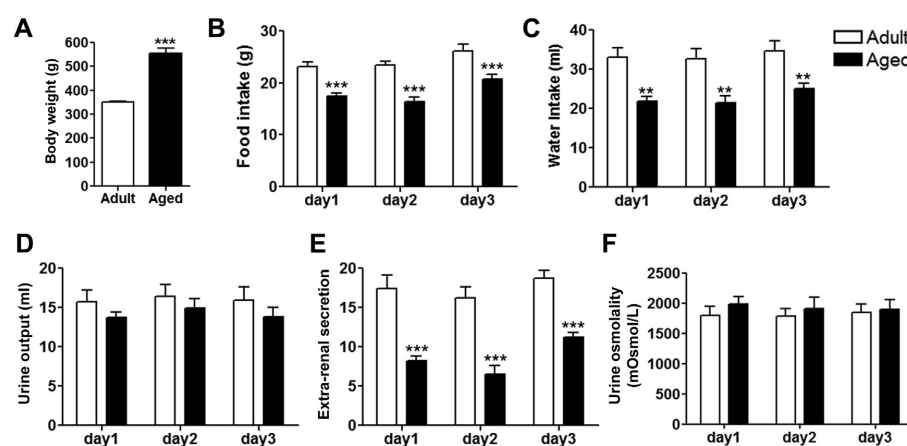 A
Body weight (g)
600
500
400
300
200
100
0
Adult Aged
***
B
Food intake (g)
30
20
10
0
***
***
***
day1 day2 day3
C
Water Intake (ml)
40
30
20
10
0
**
**
**
day1 day2 day3
Adult
Aged
D
Urine output (ml)
20
15
10
5
0
day1 day2 day3
E
Extra-renal secretion
20
15
10
5
0
***
***
***
day1 day2 day3
F
Urine osmolality
(mOsmol/L)
2500
2000
1500
1000
500
0
day1 day2 day3